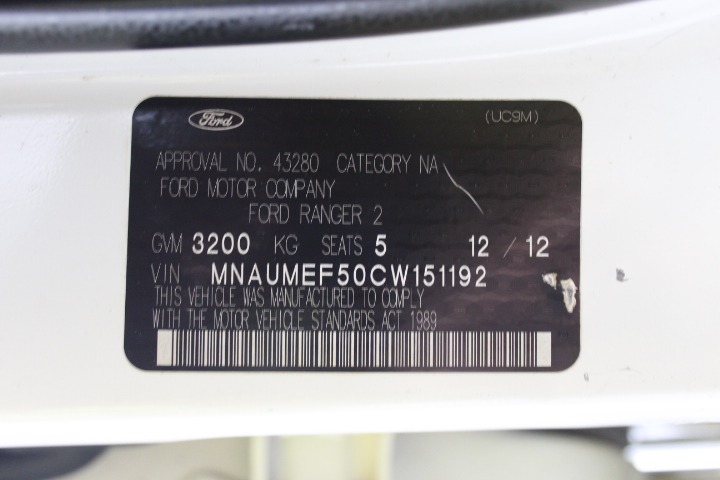 Ford
(UC9M)
APPROVAL NO. 43280 CATEGORY NA
FORD MOTOR COMPANY
FORD RANGER 2
GVM 3200 KG SEATS 5 12 / 12
VIN MNAUMEF50CW151192
THIS VEHICLE WAS MANUFACTURED TO COMPLY
WITH THE MOTOR VEHICLE STANDARDS ACT 1989